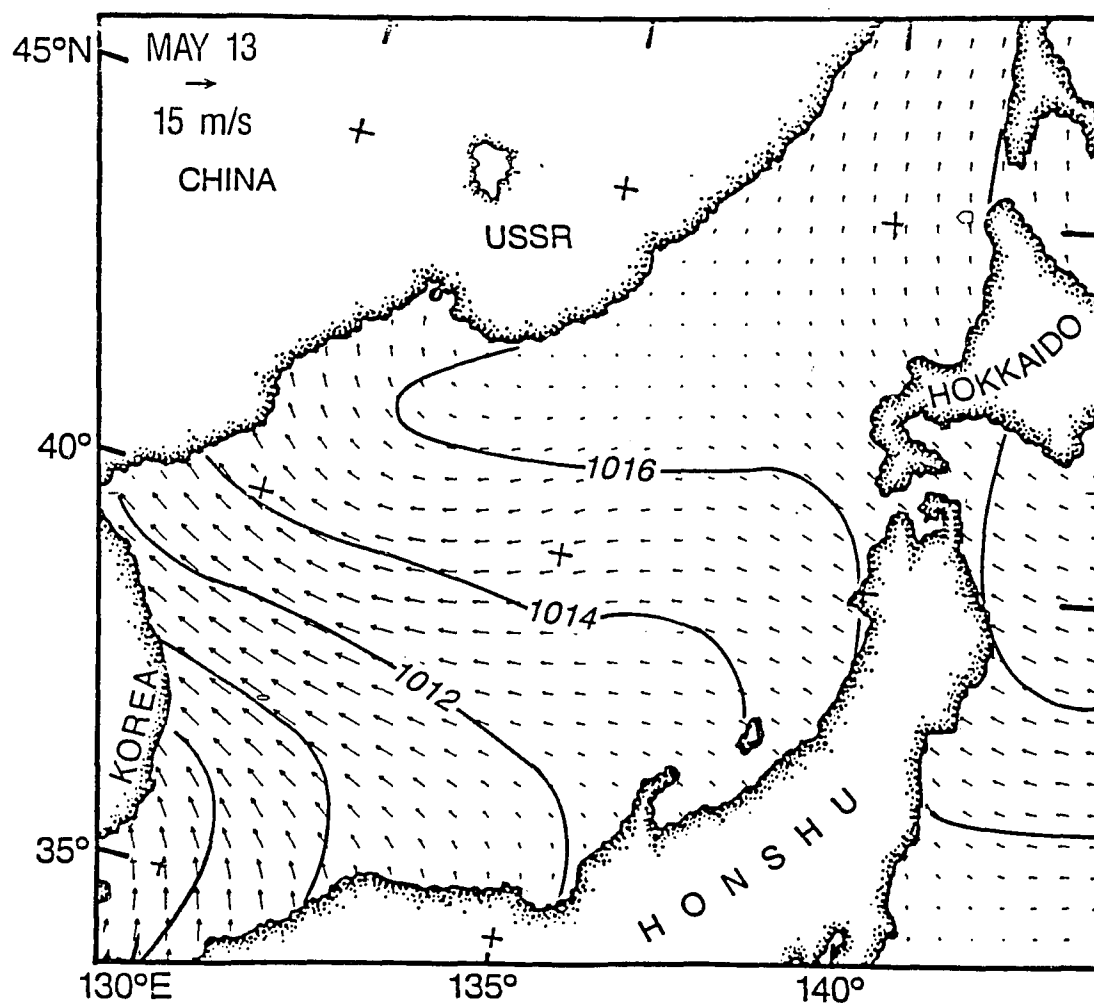 45°N
MAY 13
15 m/s
CHINA
USSR
HOKKAIDO
40°
1016
1014
1012
KOREA
35°
HONSHU
130°E
135°
140°